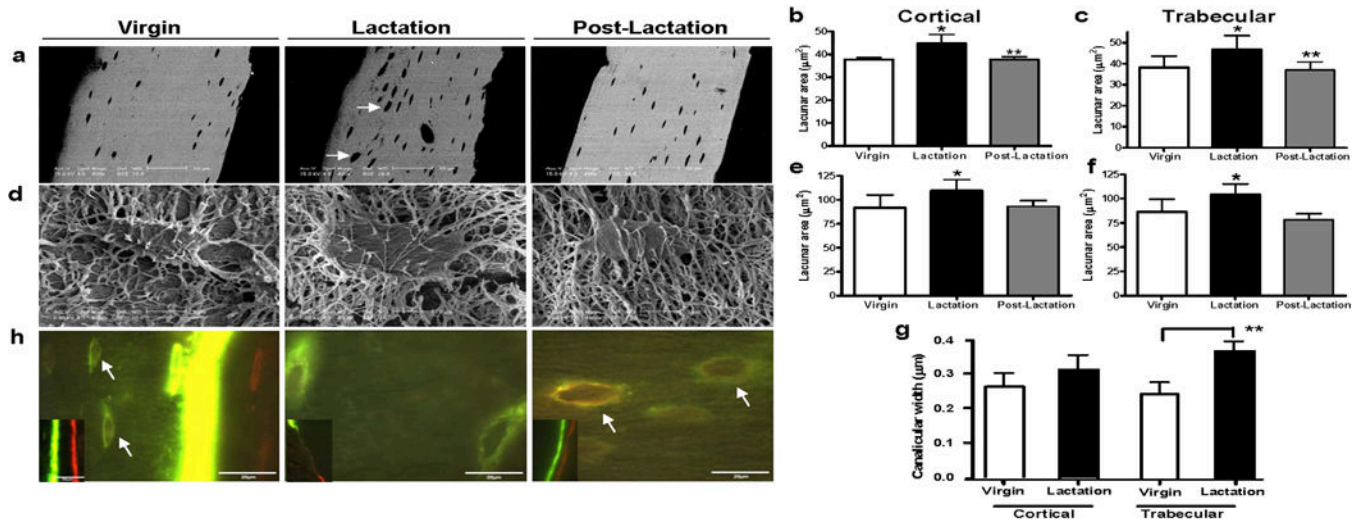 Virgin
Lactation
Post-Lactation
a
d
h
Cortical
Trabecular
b
Lacunar area (µm²)
50
40
30
20
10
0
*
**
Virgin
Lactation
Post-Lactation
c
Lacunar area (µm²)
50
40
30
20
10
0
*
**
Virgin
Lactation
Post-Lactation
e
Lacunar area (µm²)
125
100
75
50
25
0
*
Virgin
Lactation
Post-Lactation
f
Lacunar area (µm²)
125
100
75
50
25
0
*
Virgin
Lactation
Post-Lactation
g
Canalicular width (µm)
0.4
0.3
0.2
0.1
0.0
**
Virgin
Lactation
Virgin
Lactation
Cortical
Trabecular